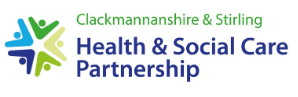 Clackmannanshire & Stirling
Health & Social Care
Partnership